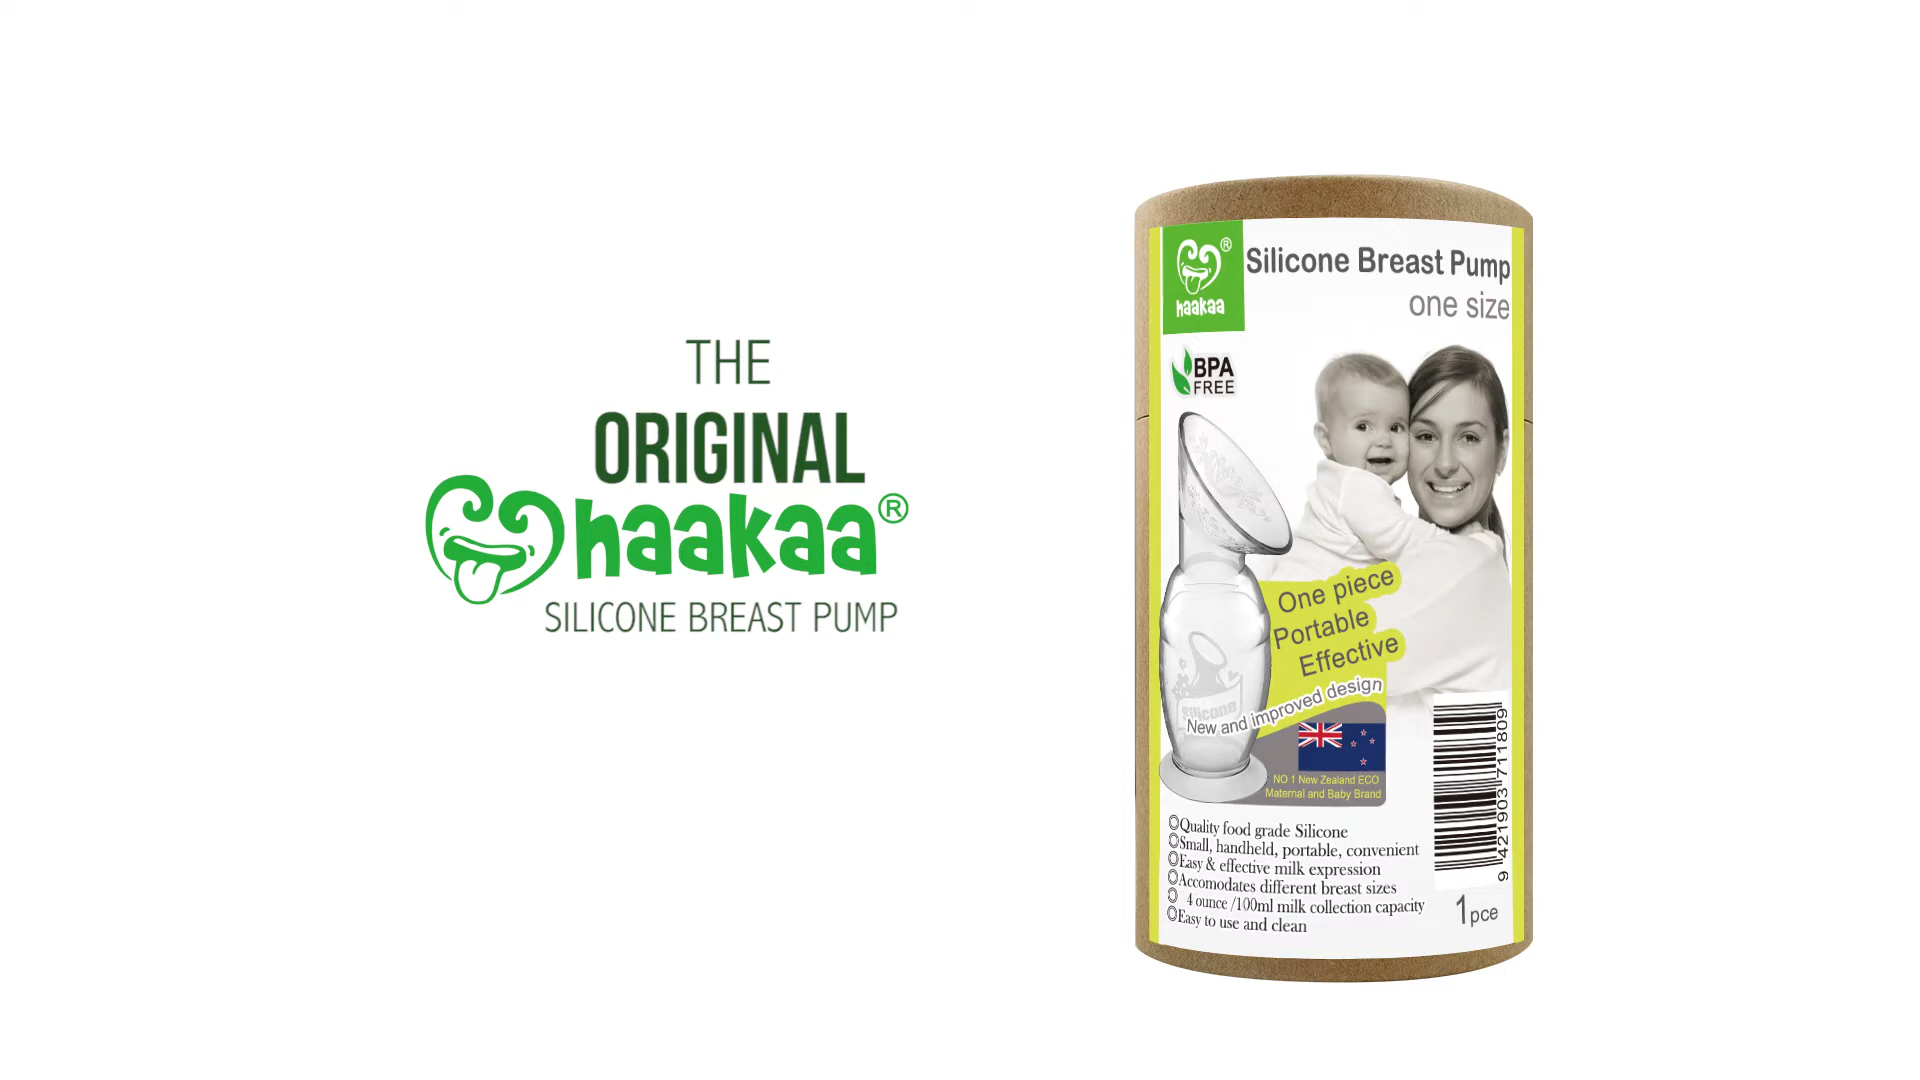 THE
ORIGINAL
haakaa®
SILICONE BREAST PUMP
haakaa
®
Silicone Breast Pump
one size
BPA
FREE
One piece
Portable
Effective
Silicone
New and improved design
NO 1 New Zealand ECO
Maternal and Baby Brand
Quality food grade Silicone
Small, handheld, portable, convenient
Easy & effective milk expression
Accomodates different breast sizes
4 ounce /100ml milk collection capacity
Easy to use and clean
9 421903 711809
1pce